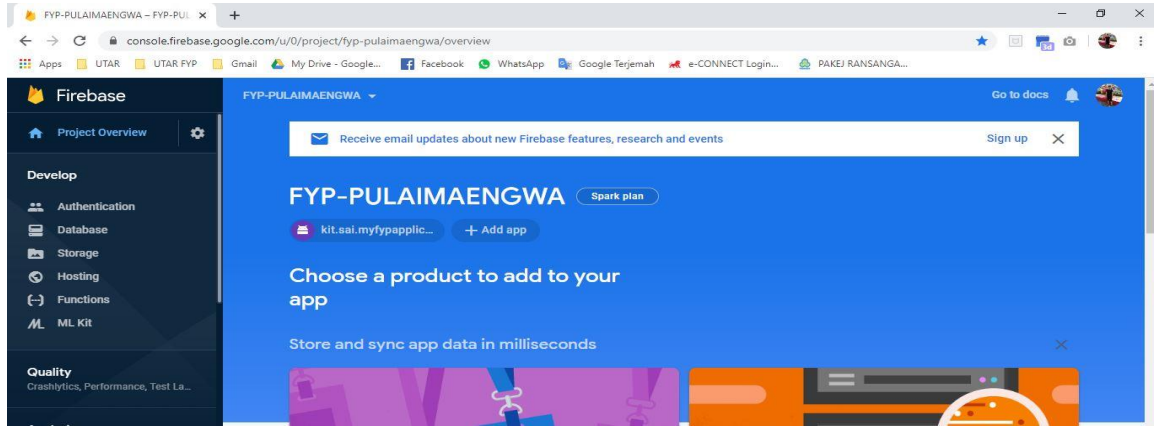 FYP-PULAIMAENGWA – FYP-PUL
console.firebase.google.com/u/0/project/fyp-pulaimaengwa/overview
Apps UTAR UTAR FYP Gmail My Drive - Google... Facebook WhatsApp Google Terjemah e-CONNECT Login... PAKEJ RANSANGA...
Firebase
FYP-PULAIMAENGWA
Go to docs
Project Overview
Receive email updates about new Firebase features, research and events
Sign up
Develop
Authentication
Database
Storage
Hosting
Functions
ML Kit
Quality
Crashlytics, Performance, Test La...
FYP-PULAIMAENGWA Spark plan
kit.sai.myfypapplic... + Add app
Choose a product to add to your
app
Store and sync app data in milliseconds